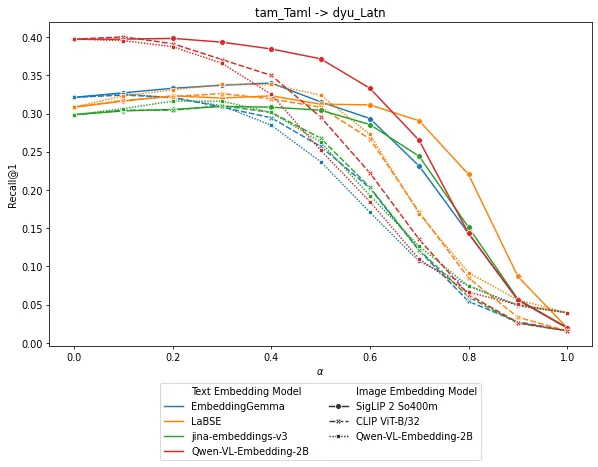 tam_Taml -> dyu_Latn
Recall@1
0.40
0.35
0.30
0.25
0.20
0.15
0.10
0.05
0.00
0.0 0.2 0.4 0.6 0.8 1.0
α
Text Embedding Model
EmbeddingGemma
LaBSE
jina-embeddings-v3
Qwen-VL-Embedding-2B
Image Embedding Model
SigLIP 2 So400m
CLIP ViT-B/32
Qwen-VL-Embedding-2B